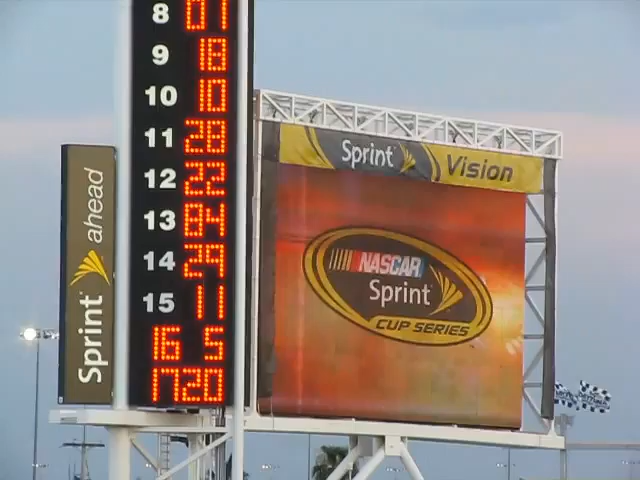 8 01
9 18
10 10
11 28
12 22
13 84
14 29
15 11
16 5
17 20
Sprint ahead
Sprint Vision
NASCAR
Sprint
CUP SERIES